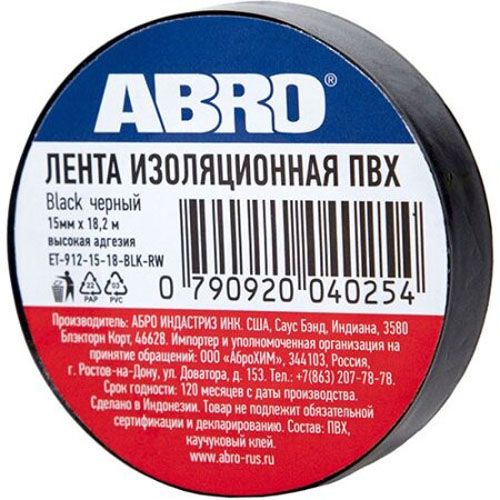 ABRO®
ЛЕНТА ИЗОЛЯЦИОННАЯ ПВХ
Black черный
15мм х 18,2 м
высокая адгезия
ET-912-15-18-BLK-RW
22
PAP
03
PVC
0 790920 040254
Производитель: АБРО ИНДАСТРИЗ ИНК. США, Саус Бэнд, Индиана, 3580
Блэкторн Корт, 46628. Импортер и уполномоченная организация на
принятие обращений: ООО «АброХИМ», 344103, Россия,
г. Ростов-на-Дону, ул. Доватора, д. 153. Тел.:+7(863) 207-78-78.
Срок годности: 120 месяцев с даты производства.
Сделано в Индонезии. Товар не подлежит обязательной
сертификации и декларированию. Состав: ПВХ,
каучуковый клей.
www.abro-rus.ru